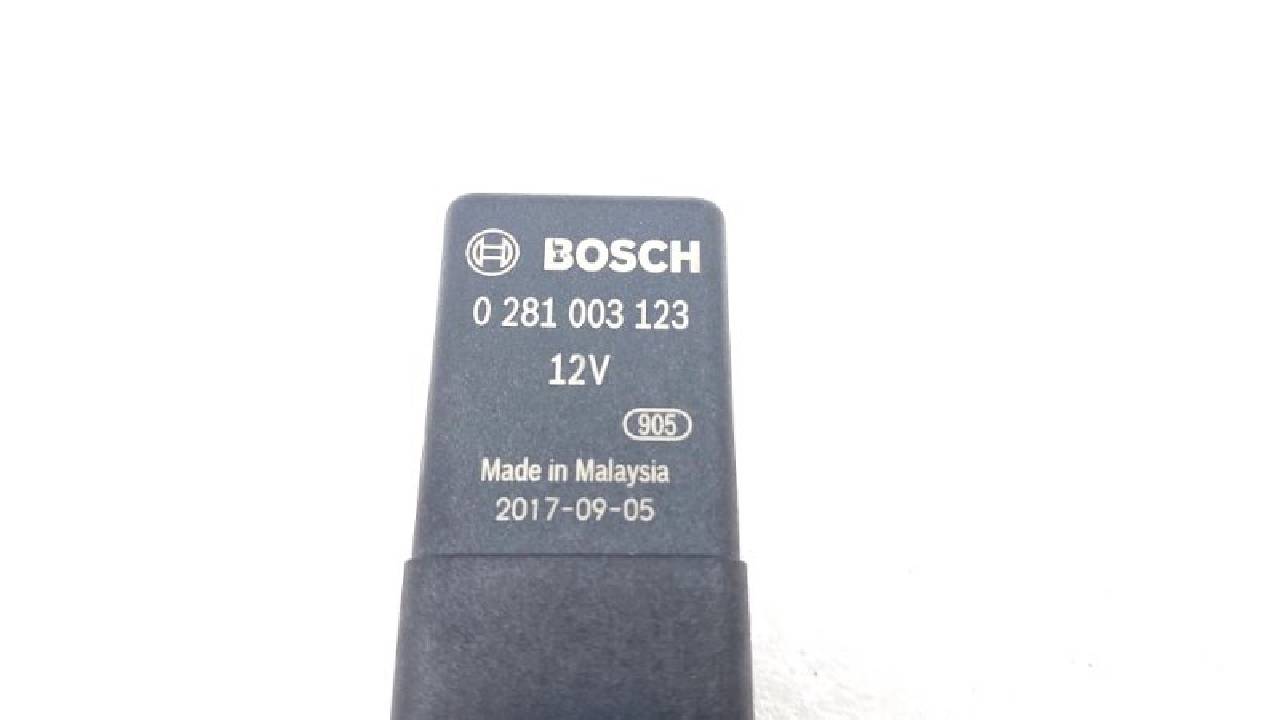 BOSCH
0 281 003 123
12V
905
Made in Malaysia
2017-09-05